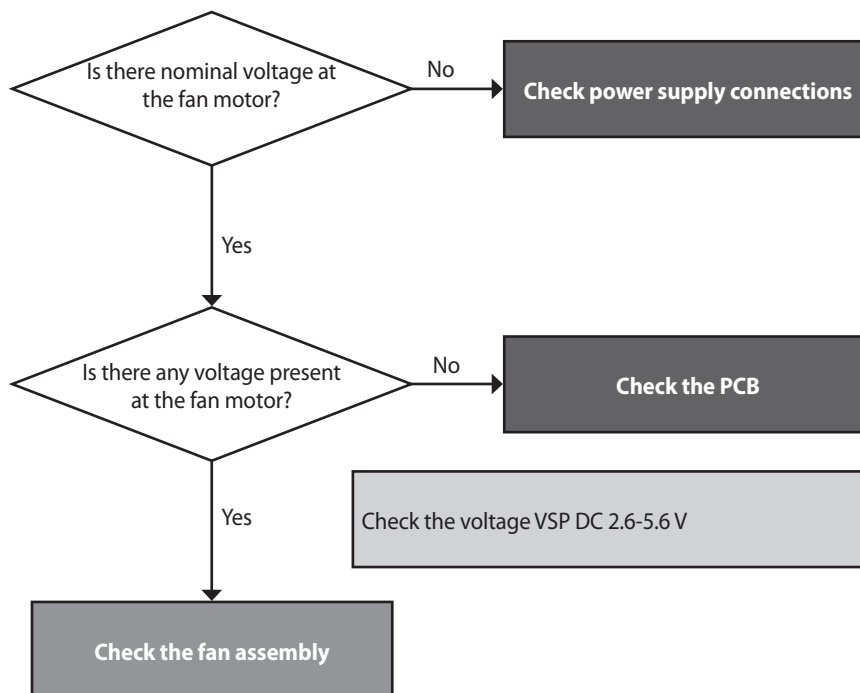 Is there nominal voltage at
the fan motor?
No
Check power supply connections
Yes
Is there any voltage present
at the fan motor?
No
Check the PCB
Yes
Check the voltage VSP DC 2.6-5.6 V
Check the fan assembly